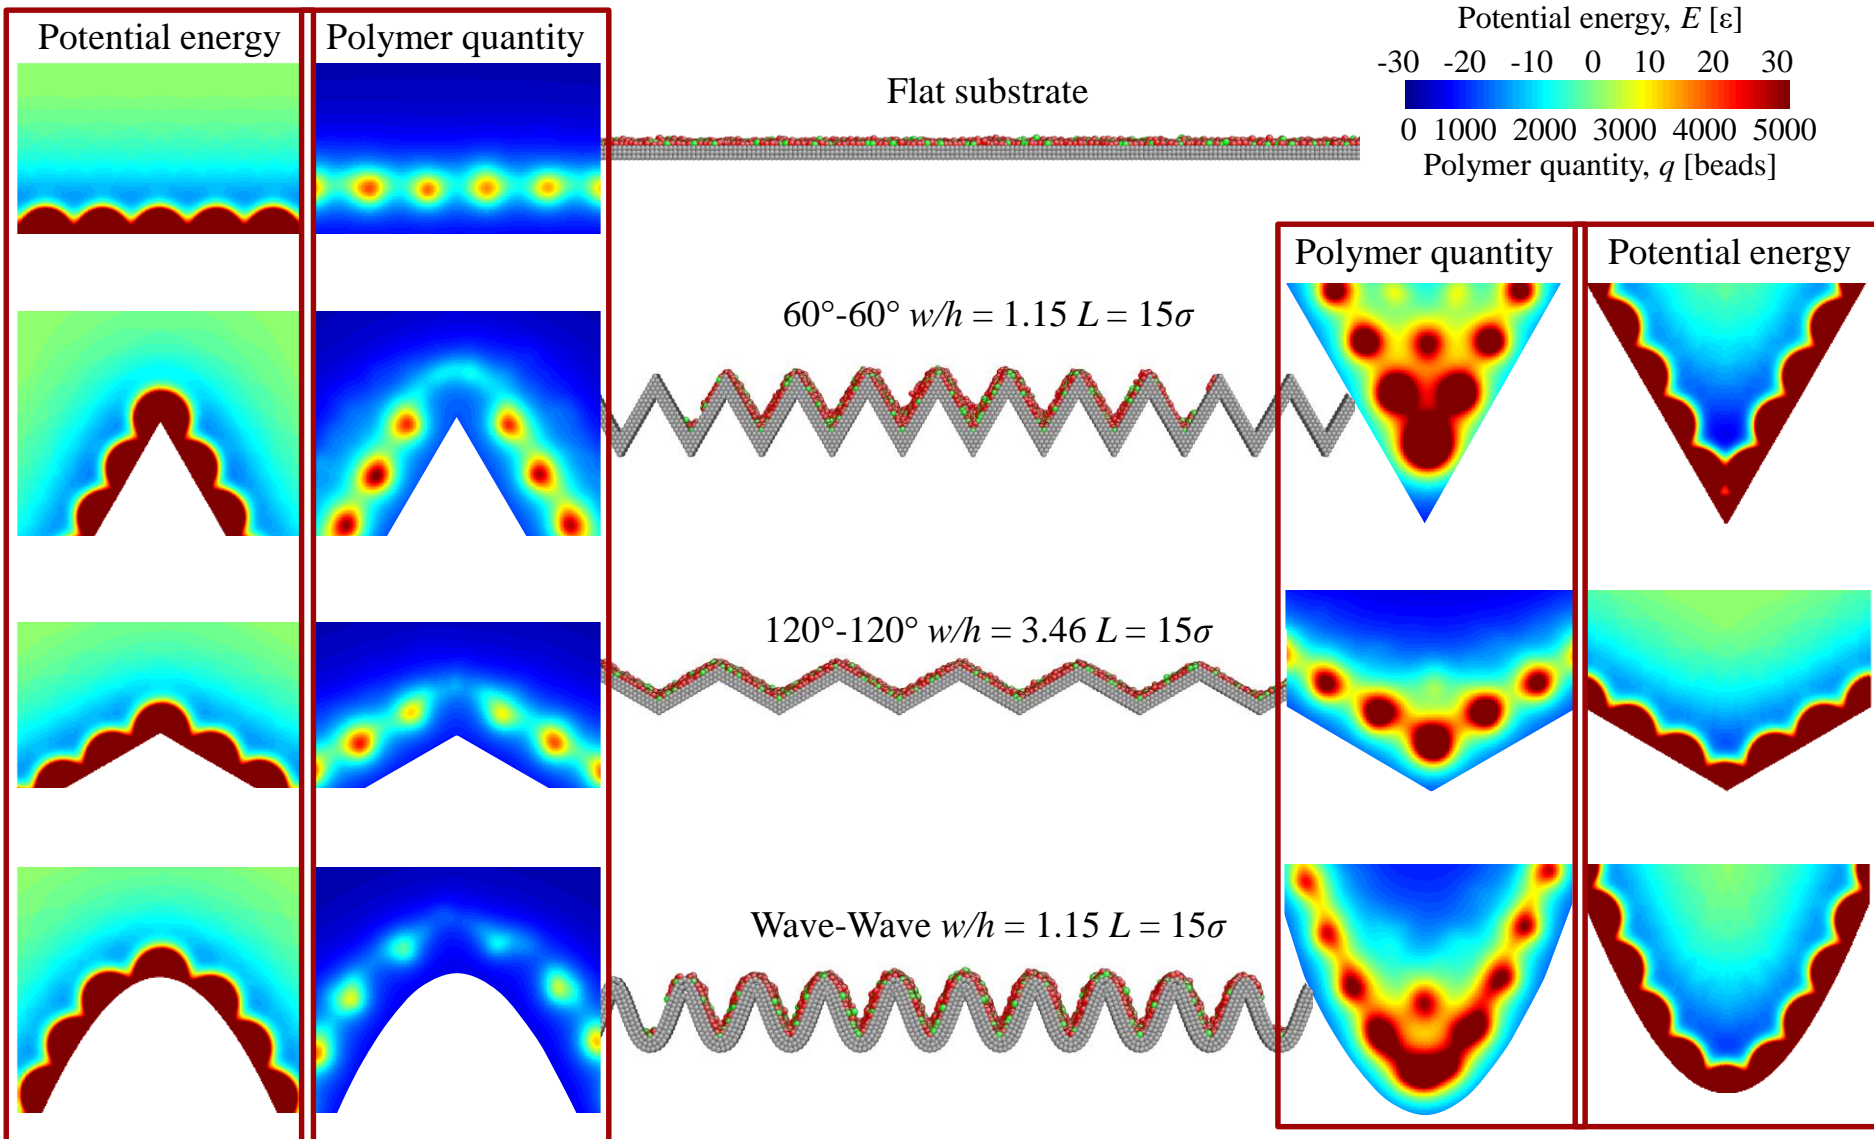 Potential energy
Polymer quantity
Flat substrate
Potential energy, E [ε]
-30 -20 -10 0 10 20 30
0 1000 2000 3000 4000 5000
Polymer quantity, q [beads]
Polymer quantity
Potential energy
60°-60° w/h = 1.15 L = 15σ
120°-120° w/h = 3.46 L = 15σ
Wave-Wave w/h = 1.15 L = 15σ